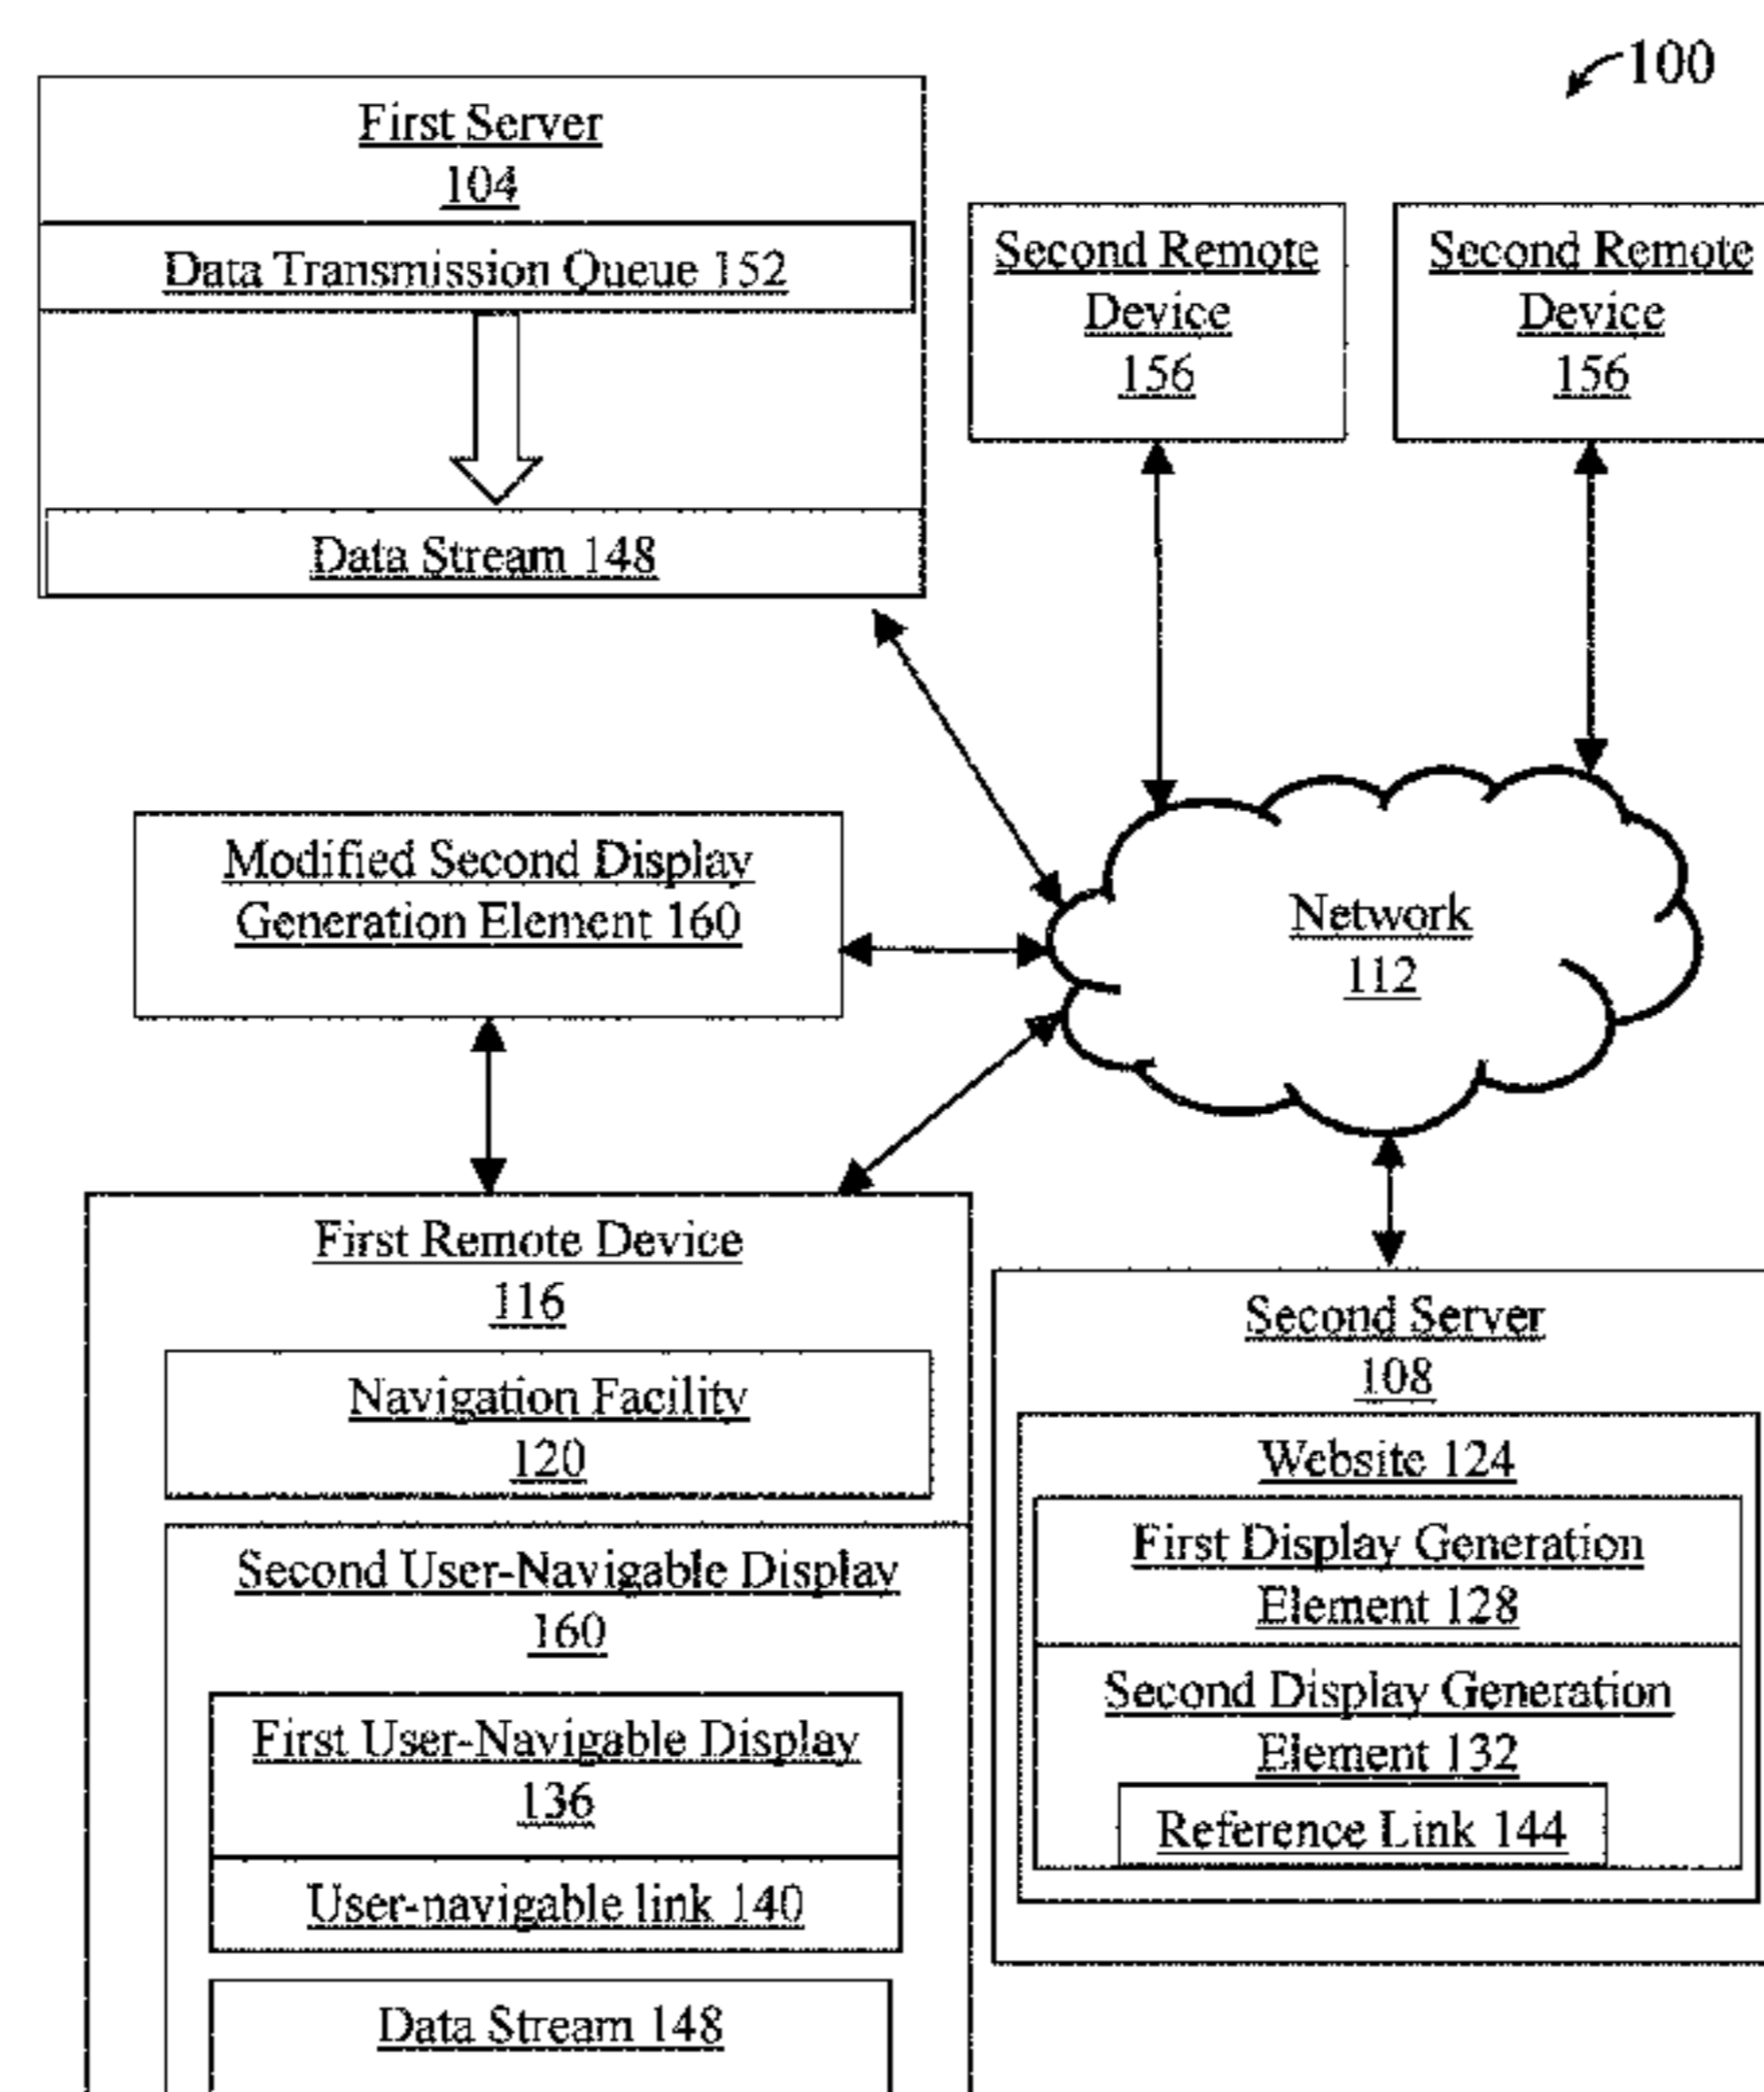 100
First Server
104
Data Transmission Queue 152
Data Stream 148
Second Remote
Device
156
Second Remote
Device
156
Modified Second Display
Generation Element 160
Network
112
First Remote Device
116
Navigation Facility
120
Second User-Navigable Display
160
First User-Navigable Display
136
User-navigable link 140
Data Stream 148
Second Server
108
Website 124
First Display Generation
Element 128
Second Display Generation
Element 132
Reference Link 144